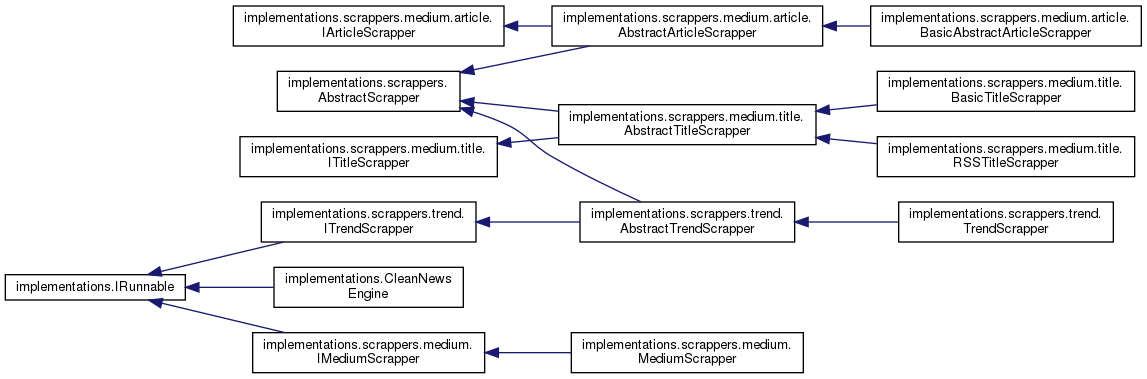 implementations.scrappers.medium.article.
IArticleScrapper
implementations.scrappers.medium.article.
AbstractArticleScrapper
implementations.scrappers.medium.article.
BasicAbstractArticleScrapper
implementations.scrappers.
AbstractScrapper
implementations.scrappers.medium.title.
BasicTitleScrapper
implementations.scrappers.medium.title.
AbstractTitleScrapper
implementations.scrappers.medium.title.
ITitleScrapper
implementations.scrappers.medium.title.
RSSTitleScrapper
implementations.scrappers.trend.
ITrendScrapper
implementations.scrappers.trend.
AbstractTrendScrapper
implementations.scrappers.trend.
TrendScrapper
implementations.IRunnable
implementations.CleanNews
Engine
implementations.scrappers.medium.
IMediumScrapper
implementations.scrappers.medium.
MediumScrapper